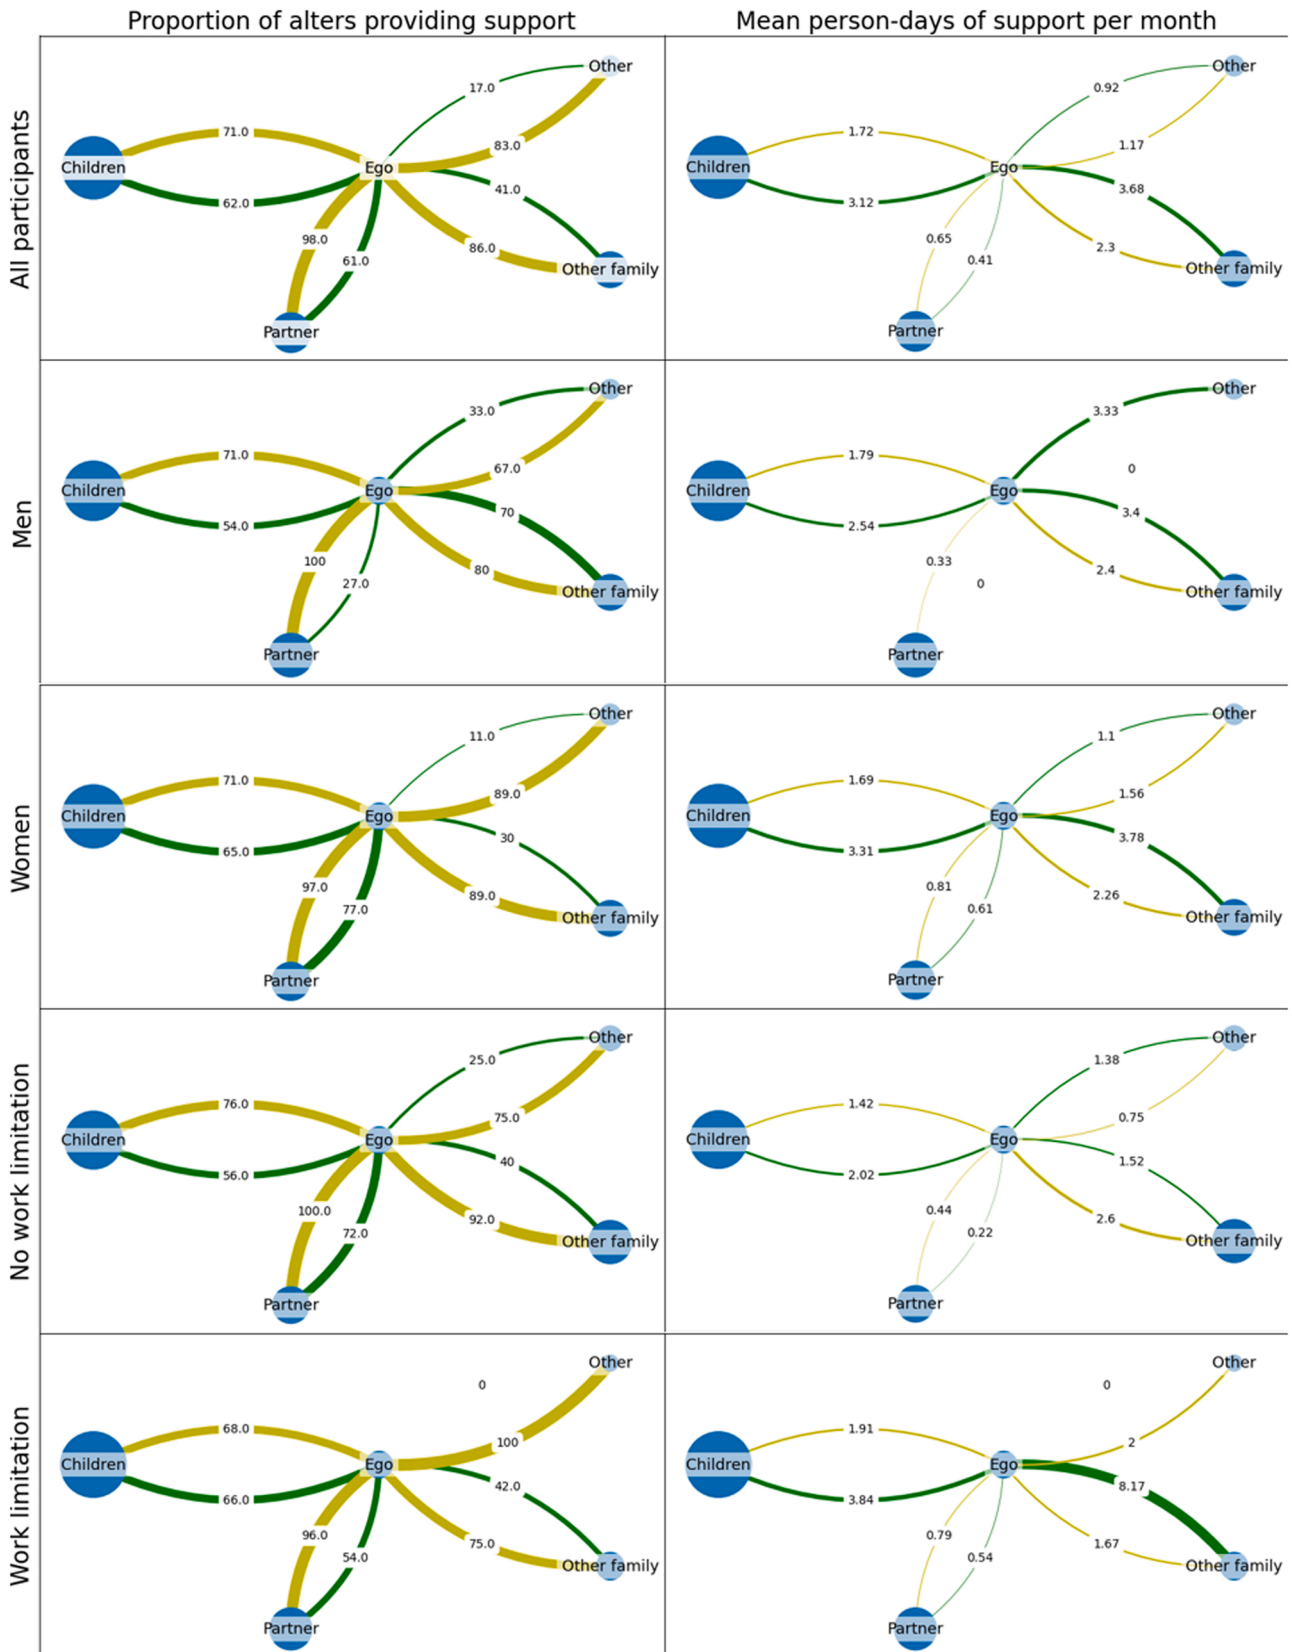 Proportion of alters providing support
Mean person-days of support per month
All participants
Other
17.0
71.0
83.0
Children
Ego
41.0
62.0
98.0
86.0
61.0
Other family
Partner
Other
0.92
1.72
1.17
Children
Ego
3.68
3.12
0.65
2.3
0.41
Other family
Partner
Men
Other
33.0
71.0
67.0
Children
Ego
70
54.0
100
80
27.0
Other family
Partner
Other
3.33
1.79
0
Children
Ego
3.4
2.54
0.33
2.4
0
Other family
Partner
Women
Other
11.0
71.0
89.0
Children
Ego
30
65.0
97.0
89.0
77.0
Other family
Partner
Other
1.1
1.69
1.56
Children
Ego
3.78
3.31
0.81
2.26
0.61
Other family
Partner
No work limitation
Other
25.0
76.0
75.0
Children
Ego
40
56.0
100.0
92.0
72.0
Other family
Partner
Other
1.38
1.42
0.75
Children
Ego
1.52
2.02
0.44
2.6
0.22
Other family
Partner
Work limitation
Other
0
68.0
100
Children
Ego
42.0
66.0
96.0
75.0
54.0
Other family
Partner
Other
0
1.91
2
Children
Ego
8.17
3.84
0.79
1.67
0.54
Other family
Partner